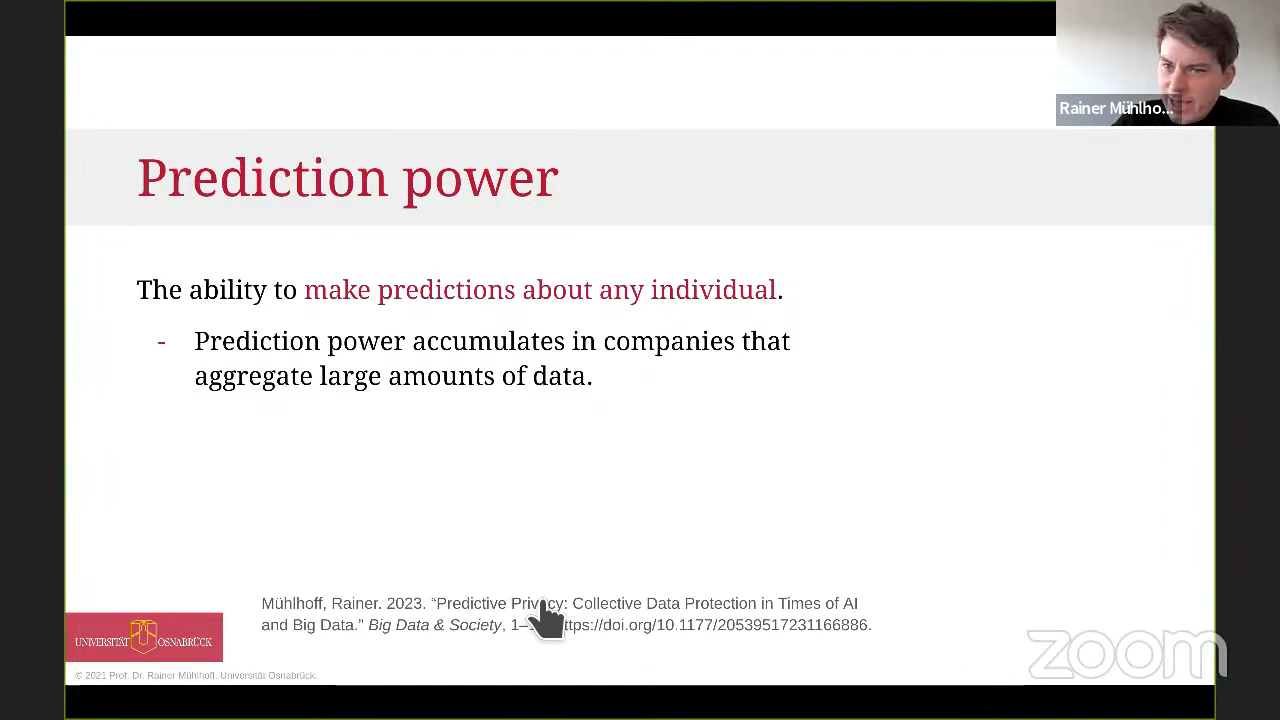 Rainer Mühlho...
Prediction power
The ability to make predictions about any individual.
- Prediction power accumulates in companies that
aggregate large amounts of data.
Mühlhoff, Rainer. 2023. “Predictive Privacy: Collective Data Protection in Times of AI
and Big Data.” Big Data & Society, 1– https://doi.org/10.1177/20539517231166886.
UNIVERSITÄT OSNABRÜCK
© 2021 Prof. Dr. Rainer Mühlhoff. Universität Osnabrück.
zoom